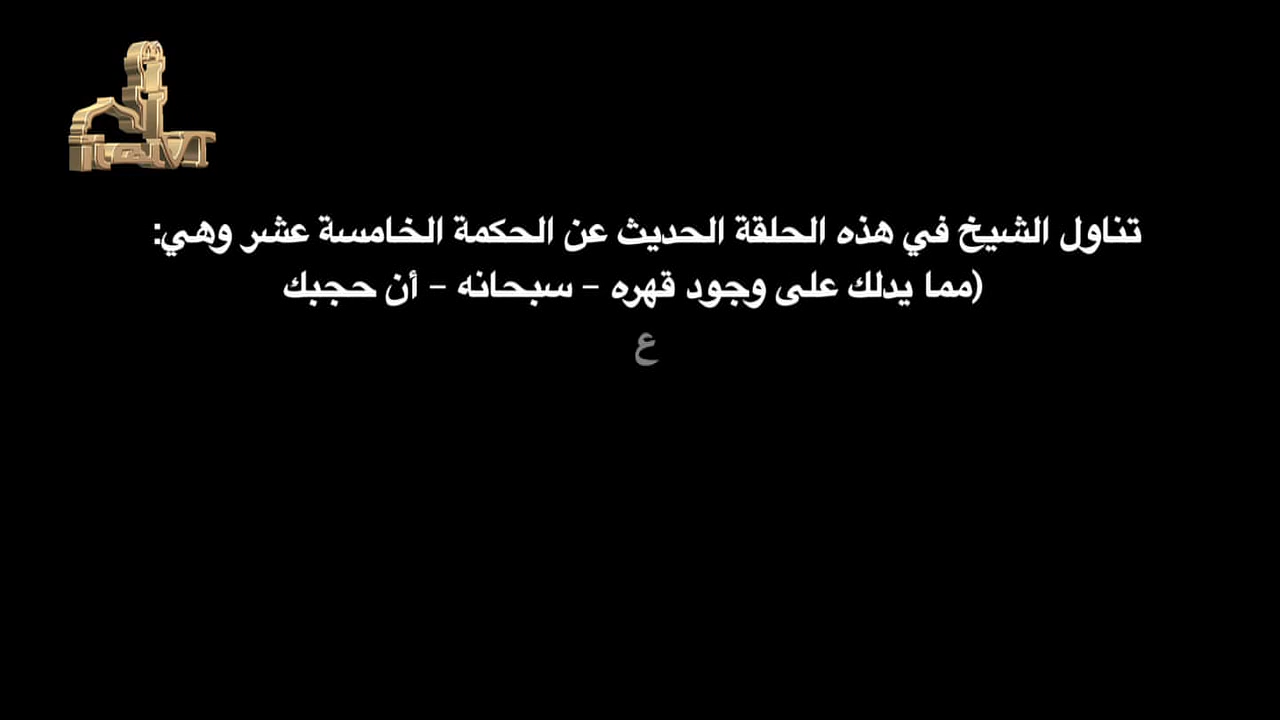 تناول الشيخ في هذه الحلقة الحديث عن الحكمة الخامسة عشر وهي:
(مما يدلك على وجود قهره - سبحانه - أن حجبك
ع